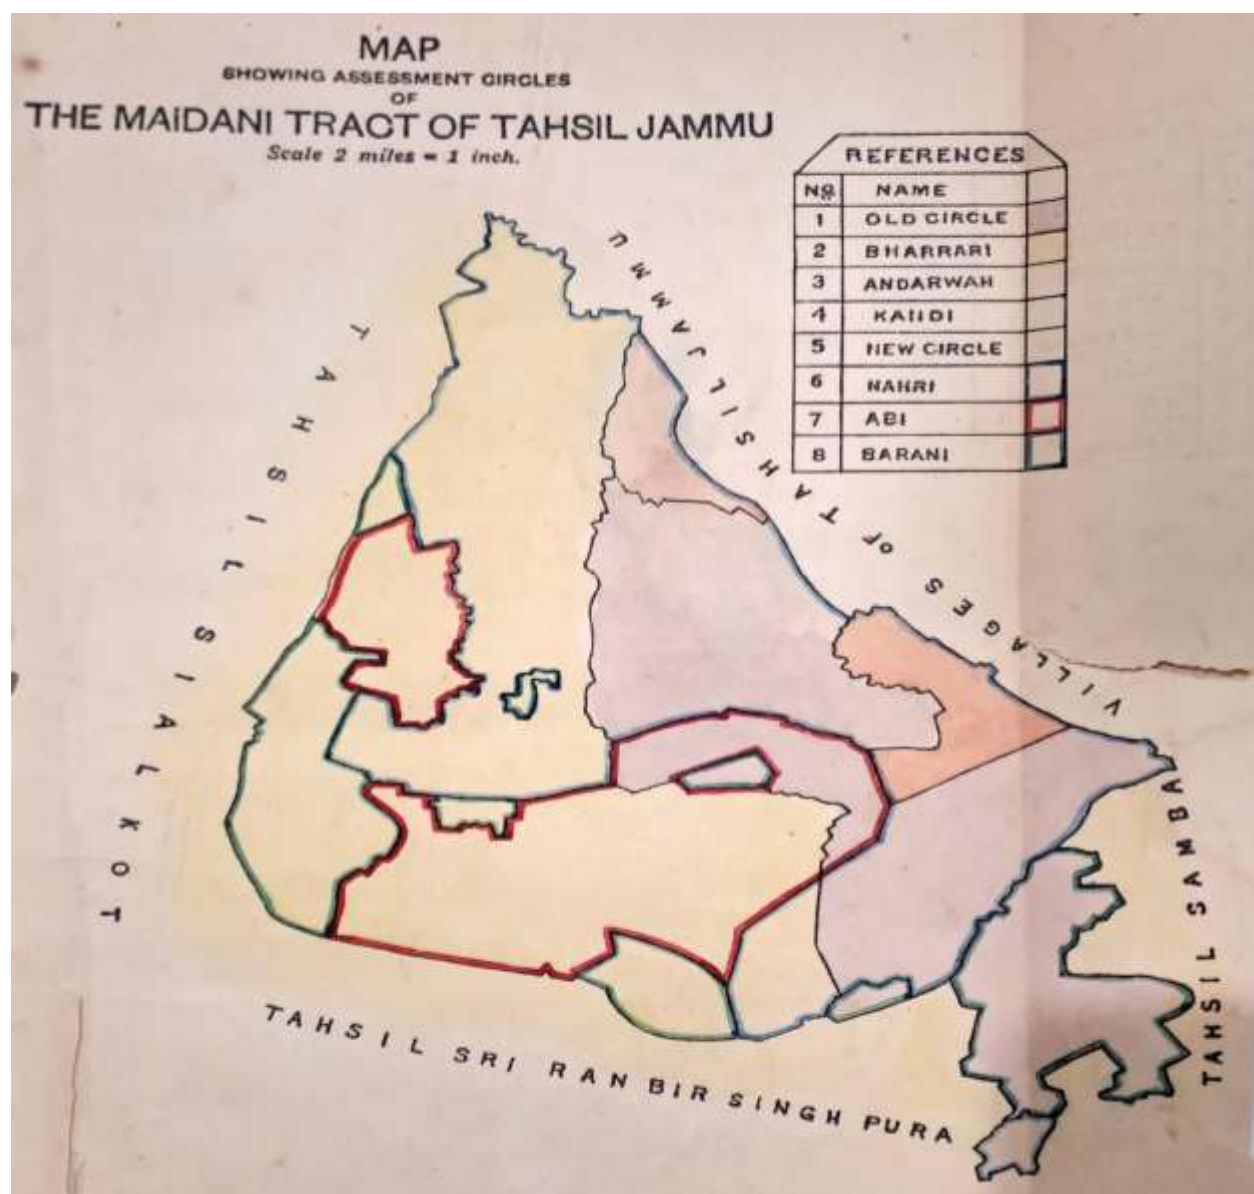 MAP
SHOWING ASSESSMENT CIRCLES
OF
THE MAIDANI TRACT OF TAHSIL JAMMU
Scale 2 miles = 1 inch.
REFERENCES
NO. NAME
1 OLD CIRCLE
2 BHARRARI
3 ANDARWAH
4 KANDI
5 NEW CIRCLE
6 NAHRI
7 ABI
8 BARANI
TAHSIL SIALKOT
VILLAGES OF TAHSIL JAMMU
TAHSIL SAMBA
TAHSIL SRI RANBIR SINGH PURA